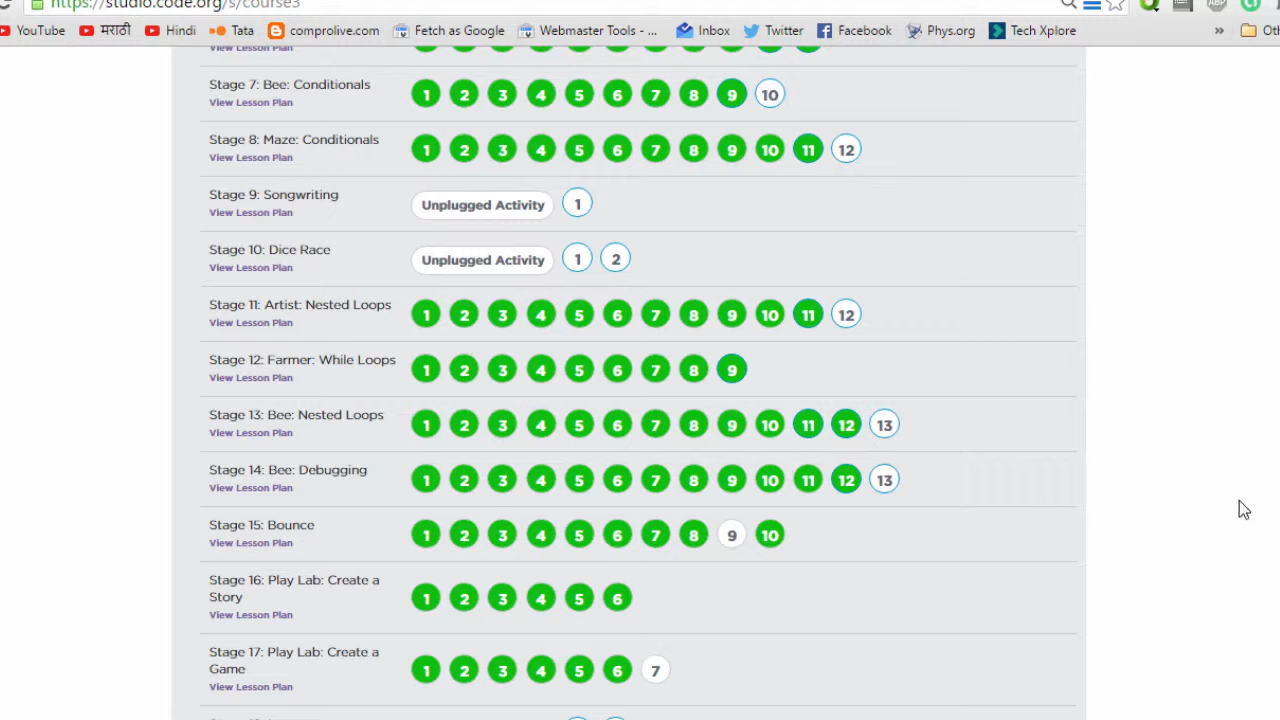 https://studio.code.org/s/course3
YouTube मराठी Hindi Tata omprolive.com Fetch as Google Webmaster Tools - ... Inbox Twitter Facebook Phys.org Tech Xplore » Oth
View Lesson Plan
Stage 7: Bee: Conditionals 1 2 3 4 5 6 7 8 9 10
View Lesson Plan
Stage 8: Maze: Conditionals 1 2 3 4 5 6 7 8 9 10 11 12
View Lesson Plan
Stage 9: Songwriting Unplugged Activity 1
View Lesson Plan
Stage 10: Dice Race Unplugged Activity 1 2
View Lesson Plan
Stage 11: Artist: Nested Loops 1 2 3 4 5 6 7 8 9 10 11 12
View Lesson Plan
Stage 12: Farmer: While Loops 1 2 3 4 5 6 7 8 9
View Lesson Plan
Stage 13: Bee: Nested Loops 1 2 3 4 5 6 7 8 9 10 11 12 13
View Lesson Plan
Stage 14: Bee: Debugging 1 2 3 4 5 6 7 8 9 10 11 12 13
View Lesson Plan
Stage 15: Bounce 1 2 3 4 5 6 7 8 9 10
View Lesson Plan
Stage 16: Play Lab: Create a
Story 1 2 3 4 5 6
View Lesson Plan
Stage 17: Play Lab: Create a
Game 1 2 3 4 5 6 7
View Lesson Plan